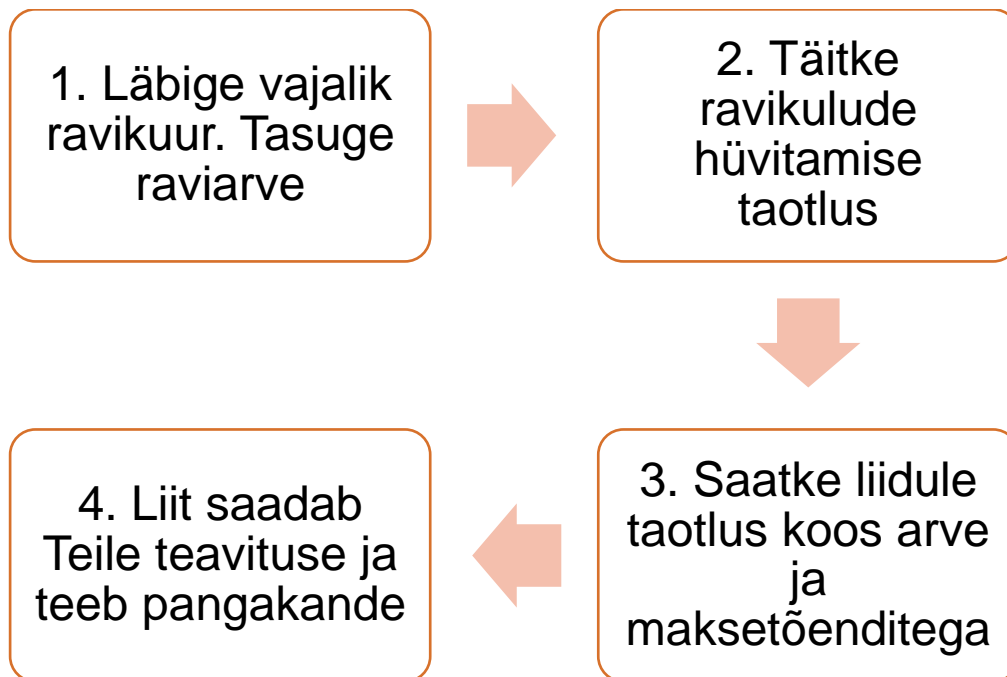 1. Läbige vajalik
ravikuur. Tasuge
raviarve
2. Täitke
ravikulude
hüvitamise
taotlus
3. Saatke liidule
taotlus koos arve
ja
maksetõenditega
4. Liit saadab
Teile teavituse ja
teeb pangakande